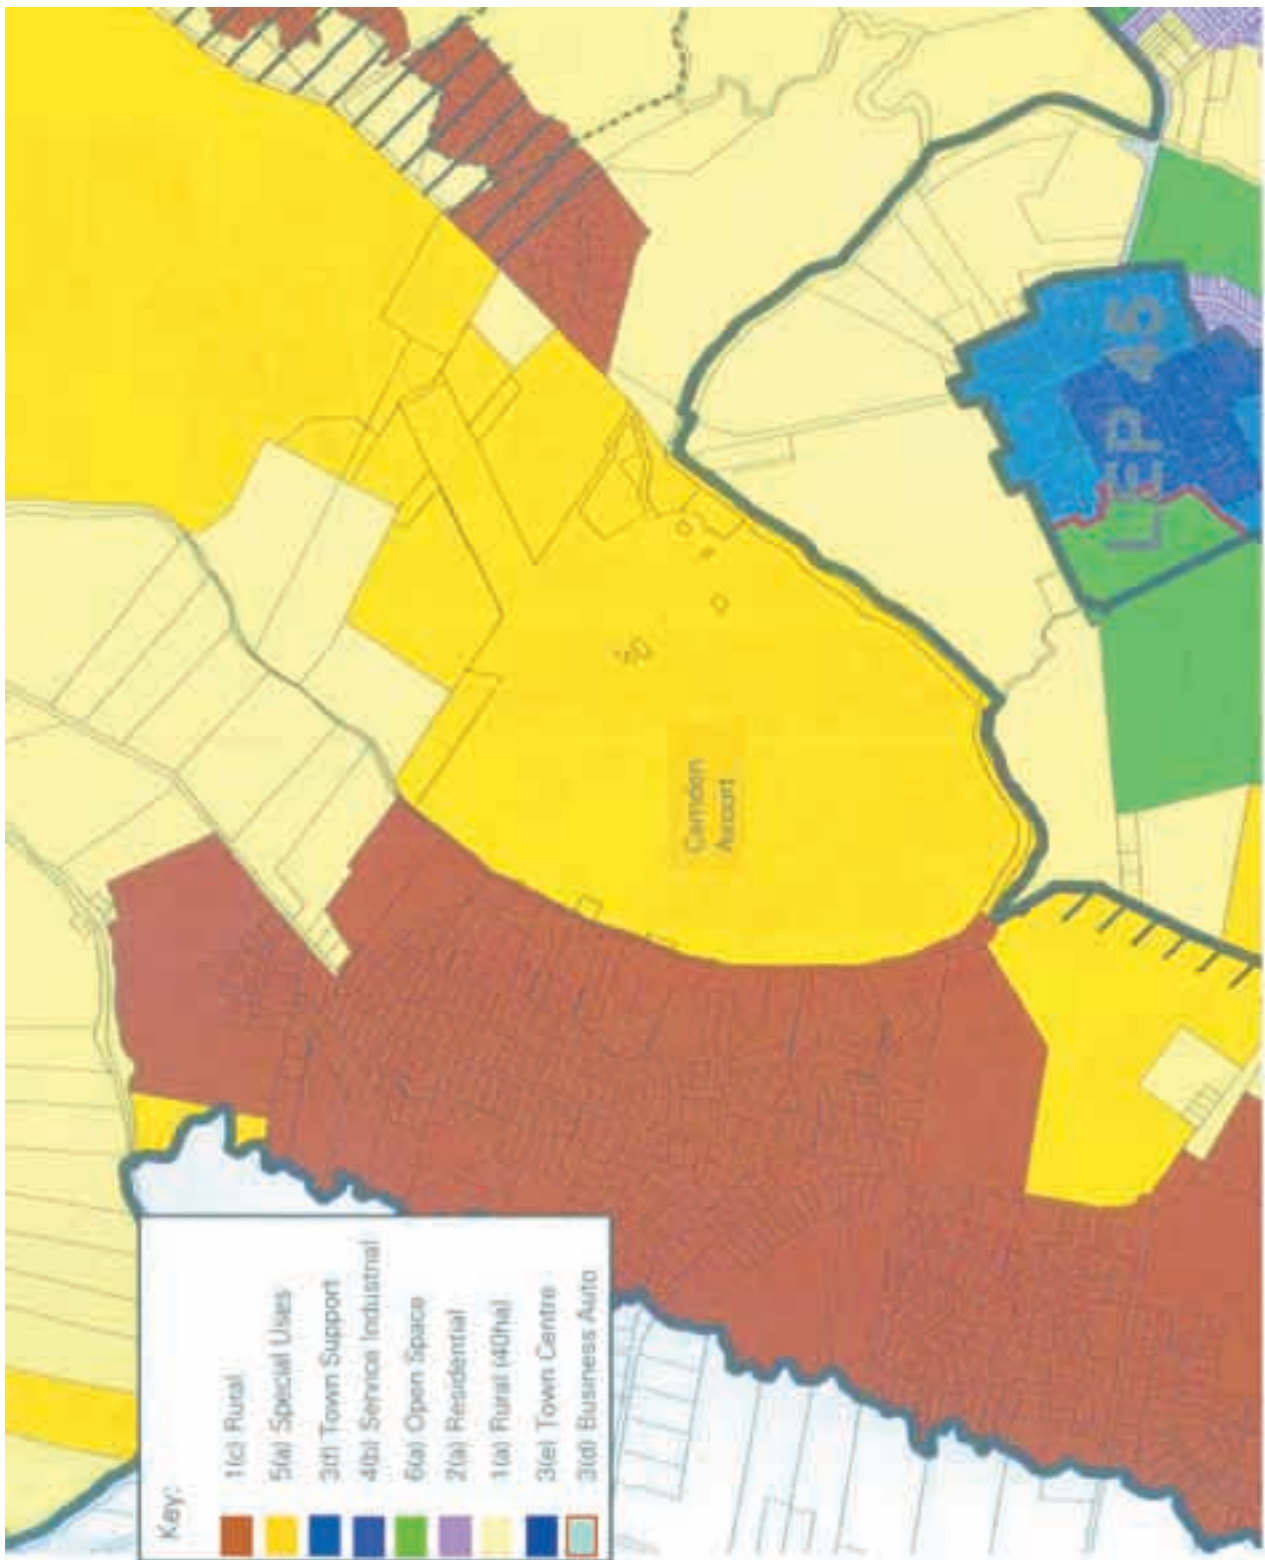 Camden
Airport
LEP 45
Key:
1(c) Rural
5(a) Special Uses
3(f) Town Support
4(b) Service Industrial
6(a) Open Space
2(a) Residential
1(a) Rural (40ha)
3(e) Town Centre
3(d) Business Auto